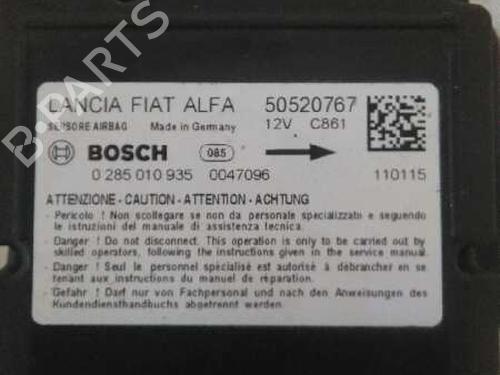 B-PARTS
LANCIA FIAT ALFA 50520767
SENSORE AIRBAG Made in Germany 12V C861
BOSCH 085
0 285 010 935 0047096 110115
ATTENZIONE - CAUTION - ATTENTION - ACHTUNG
- Pericolo ! Non scollegare se non da personale specializzato e seguendo
le istruzioni del manuale di assistenza tecnica.
- Danger ! Do not disconnect. This operation is only to be carried out by
skilled operators, following the instructions given in the service manual.
- Danger ! Seul le personnel spécialisé est autorisé à débrancher en se
tenant aux instructions du manuel de réparation.
- Gefahr ! Darf nur von Fachpersonal und nach den Anweisungen des
Kundendiensthandbuchs abgetrennt werden.